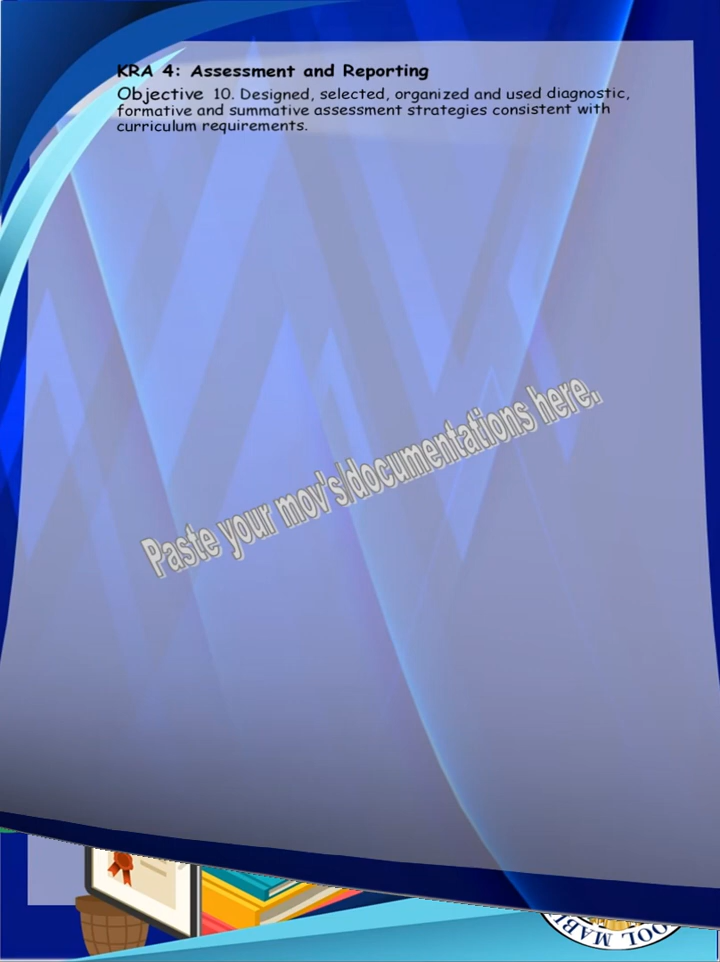 KRA 4: Assessment and Reporting
Objective 10. Designed, selected, organized and used diagnostic,
formative and summative assessment strategies consistent with
curriculum requirements.
Paste your mov's/documentations here.